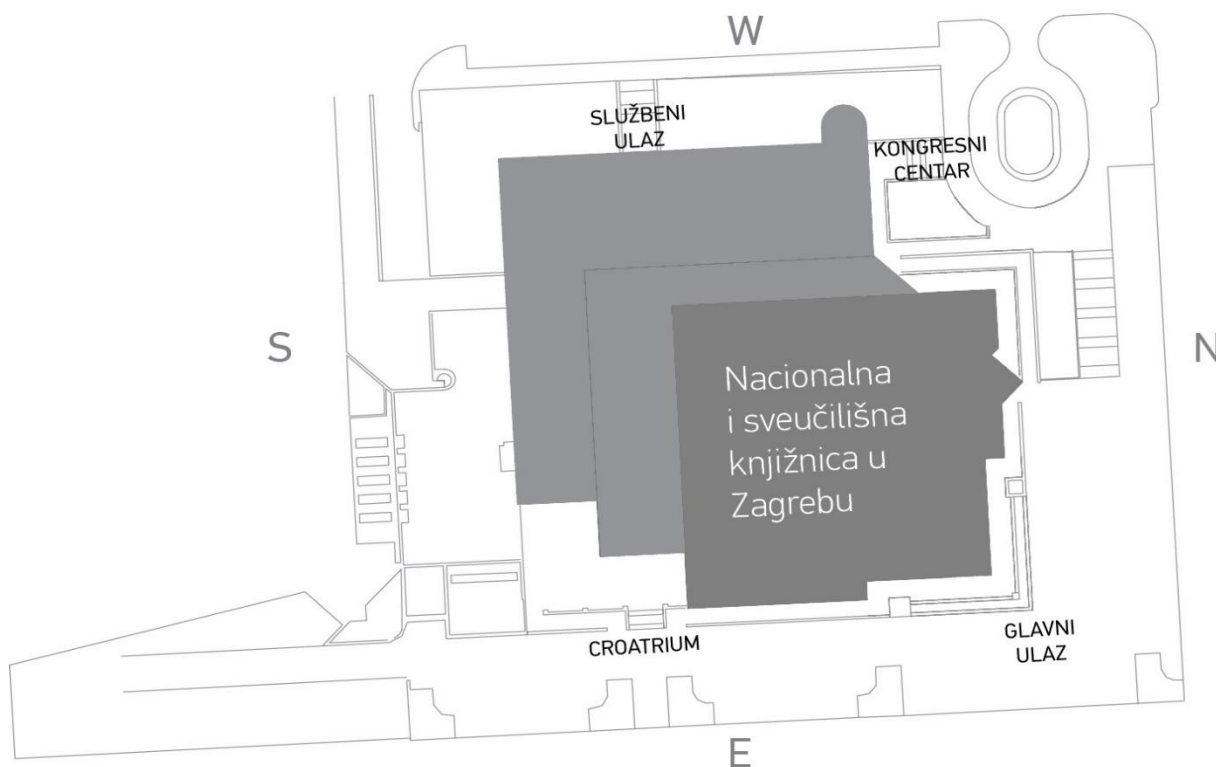 W
SLUŽBENI
ULAZ
KONGRESNI
CENTAR
S
N
Nacionalna
i sveučilišna
knjižnica u
Zagrebu
CROATRIUM
GLAVNI
ULAZ
E